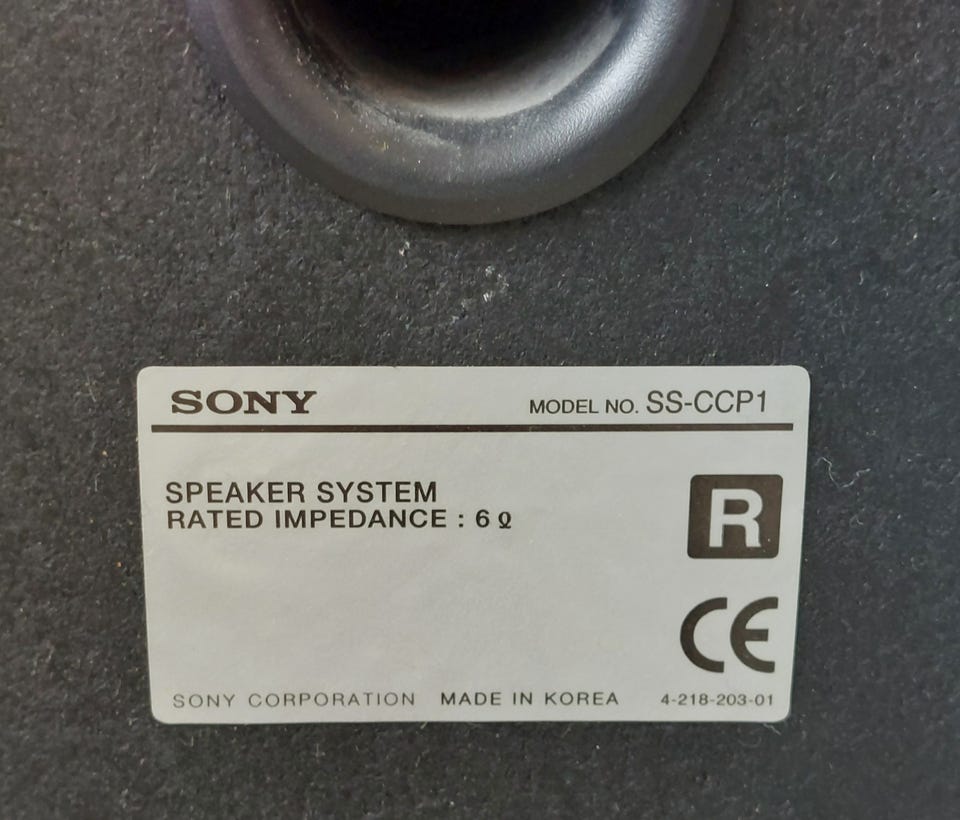 SONY MODEL NO. SS-CCP1
SPEAKER SYSTEM
RATED IMPEDANCE : 6 Ω
R
CE
SONY CORPORATION MADE IN KOREA 4-218-203-01